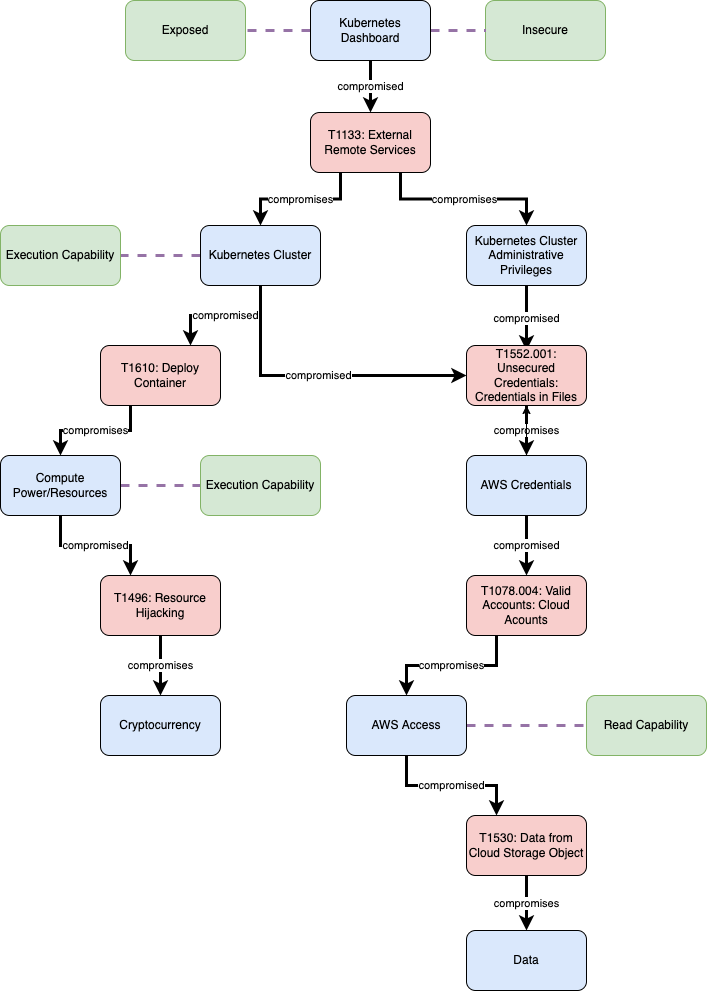 Exposed
Kubernetes
Dashboard
Insecure
compromised
T1133: External
Remote Services
compromises
compromises
Execution Capability
Kubernetes Cluster
Kubernetes Cluster
Administrative
Privileges
compromised
compromised
T1610: Deploy
Container
compromised
T1552.001:
Unsecured
Credentials:
Credentials in Files
compromises
compromises
Compute
Power/Resources
Execution Capability
AWS Credentials
compromised
compromised
T1496: Resource
Hijacking
T1078.004: Valid
Accounts: Cloud
Acounts
compromises
compromises
Cryptocurrency
AWS Access
Read Capability
compromised
T1530: Data from
Cloud Storage Object
compromises
Data